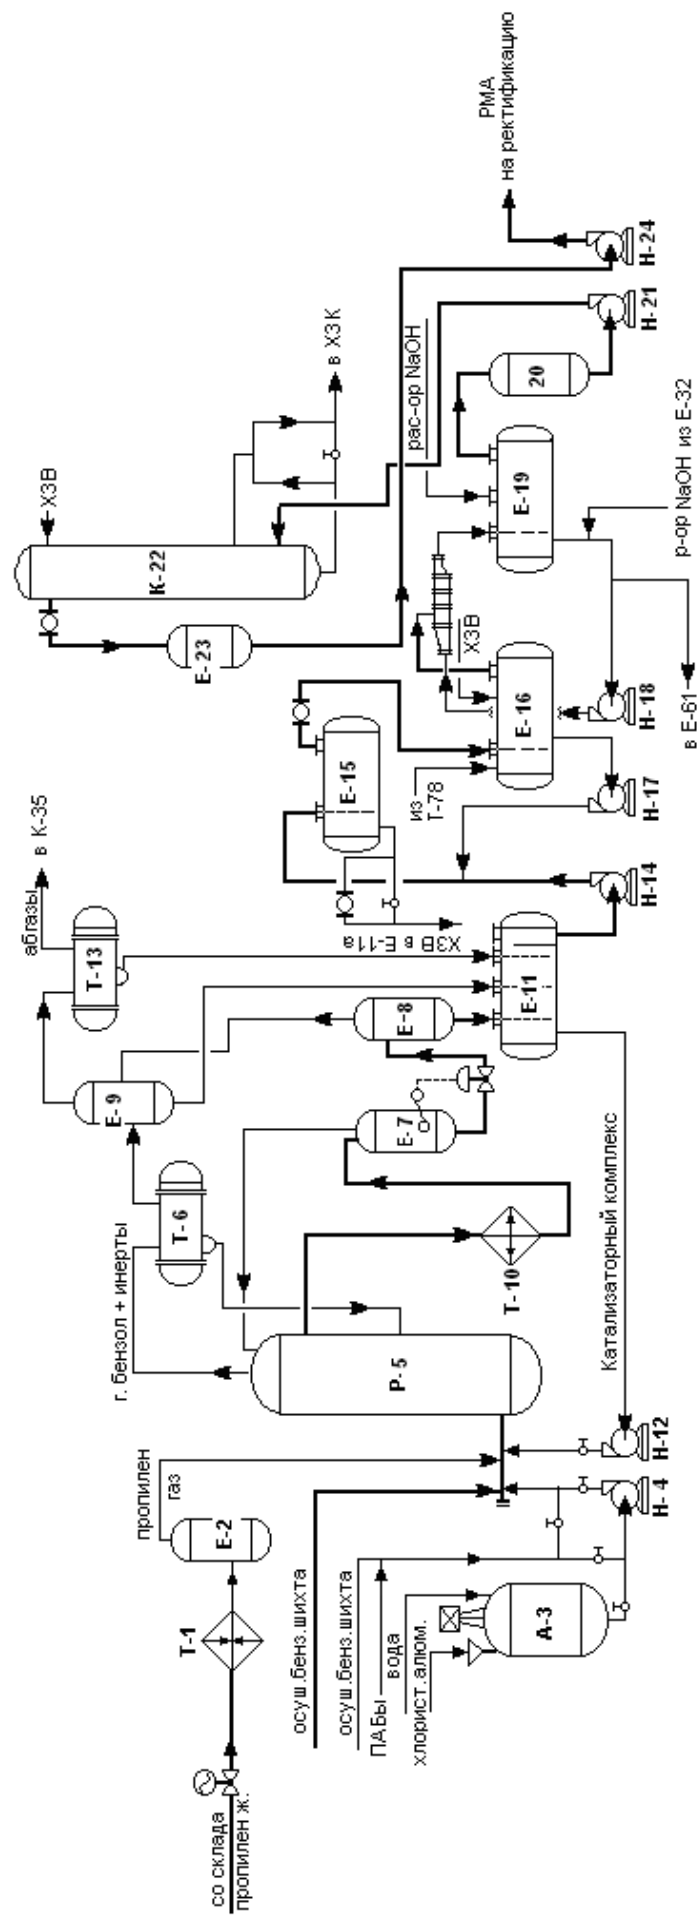 со склада
пропилен ж.
Т-1
Е-2
пропилен
газ
осуш.бенз.шихта
осуш.бенз.шихта
ПАБы
вода
хлорист.алюм.
А-3
Н-4
Н-12
Катализаторный комплекс
Р-5
г. бензол + инерты
Т-6
Т-10
Е-7
Е-8
Е-9
Т-13
абгазы
в К-35
Е-11
Н-14
ХЗВ в Е-11а
Е-15
из
Т-78
Е-16
Н-17
Н-18
ХЗВ
в Е-61
р-ор NaOH из Е-32
Е-19
рас-ор NaOH
20
Н-21
Н-24
Е-23
К-22
ХЗВ
в ХЗК
РМА
на ректификацию